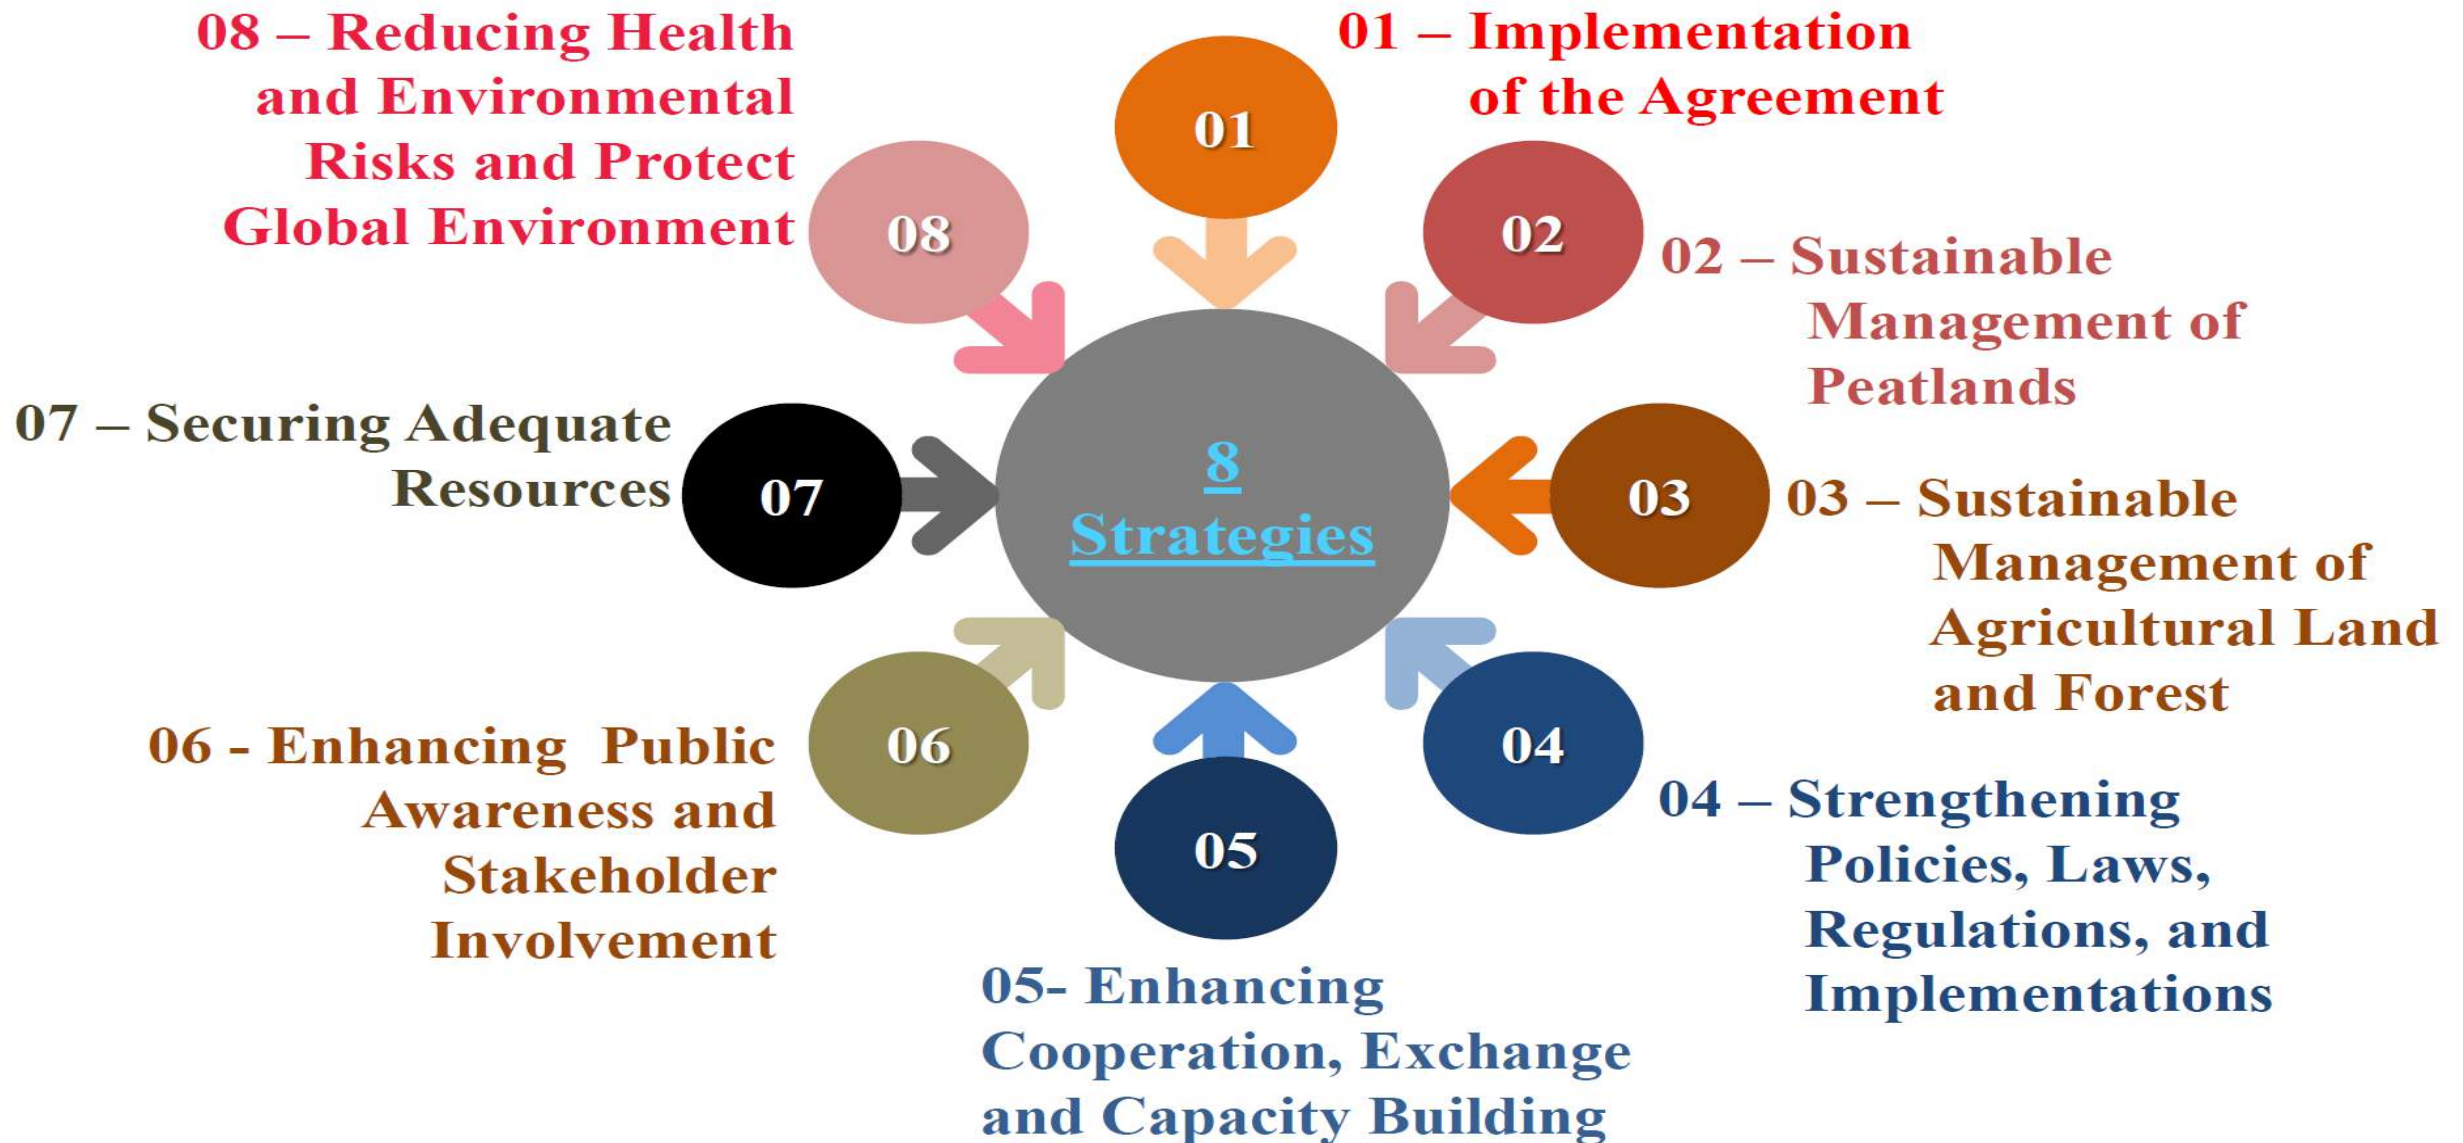 01 – Implementation
of the Agreement
01
02
02 – Sustainable
Management of
Peatlands
03
03 – Sustainable
Management of
Agricultural Land
and Forest
04
04 – Strengthening
Policies, Laws,
Regulations, and
Implementations
05
05- Enhancing
Cooperation, Exchange
and Capacity Building
06
06 - Enhancing  Public
Awareness and
Stakeholder
Involvement
07
07 – Securing Adequate
Resources
08
08 – Reducing Health
and Environmental
Risks and Protect
Global Environment
8
Strategies